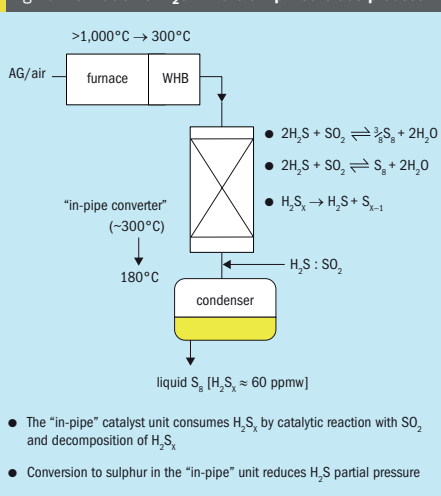 >1,000°C → 300°C
AG/air
furnace
WHB
● 2H₂S + SO₂ ⇌ ⅜S₈ + 2H₂O
● 2H₂S + SO₂ ⇌ S₈ + 2H₂O
● H₂Sₓ → H₂S + Sₓ₋₁
“in-pipe converter”
(~300°C)
180°C
H₂S : SO₂
condenser
liquid S₈ [H₂Sₓ ≈ 60 ppmw]
● The “in-pipe” catalyst unit consumes H₂Sₓ by catalytic reaction with SO₂
and decomposition of H₂Sₓ
● Conversion to sulphur in the “in-pipe” unit reduces H₂S partial pressure